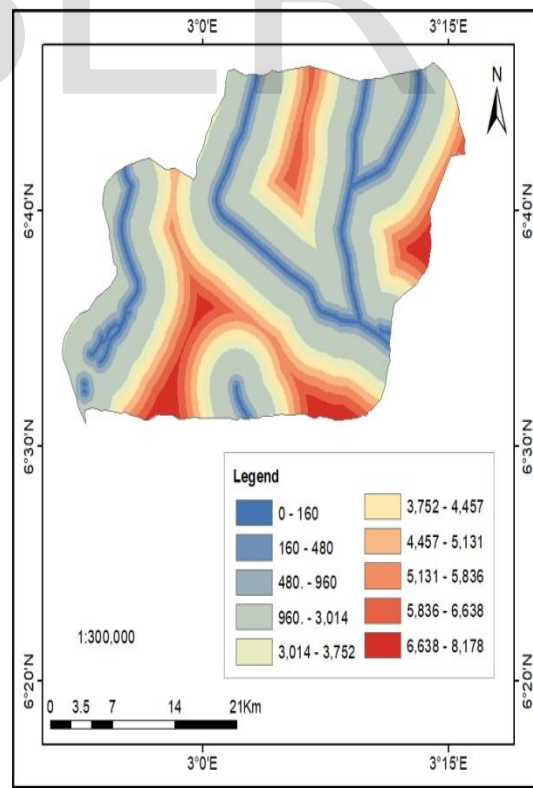 3°0'E 3°15'E
N
6°40'N 6°40'N
6°30'N 6°30'N
Legend
0 - 160
160 - 480
480. - 960
960. - 3,014
3,014 - 3,752
3,752 - 4,457
4,457 - 5,131
5,131 - 5,836
5,836 - 6,638
6,638 - 8,178
1:300,000
6°20'N 6°20'N
0 3.5 7 14 21Km
3°0'E 3°15'E